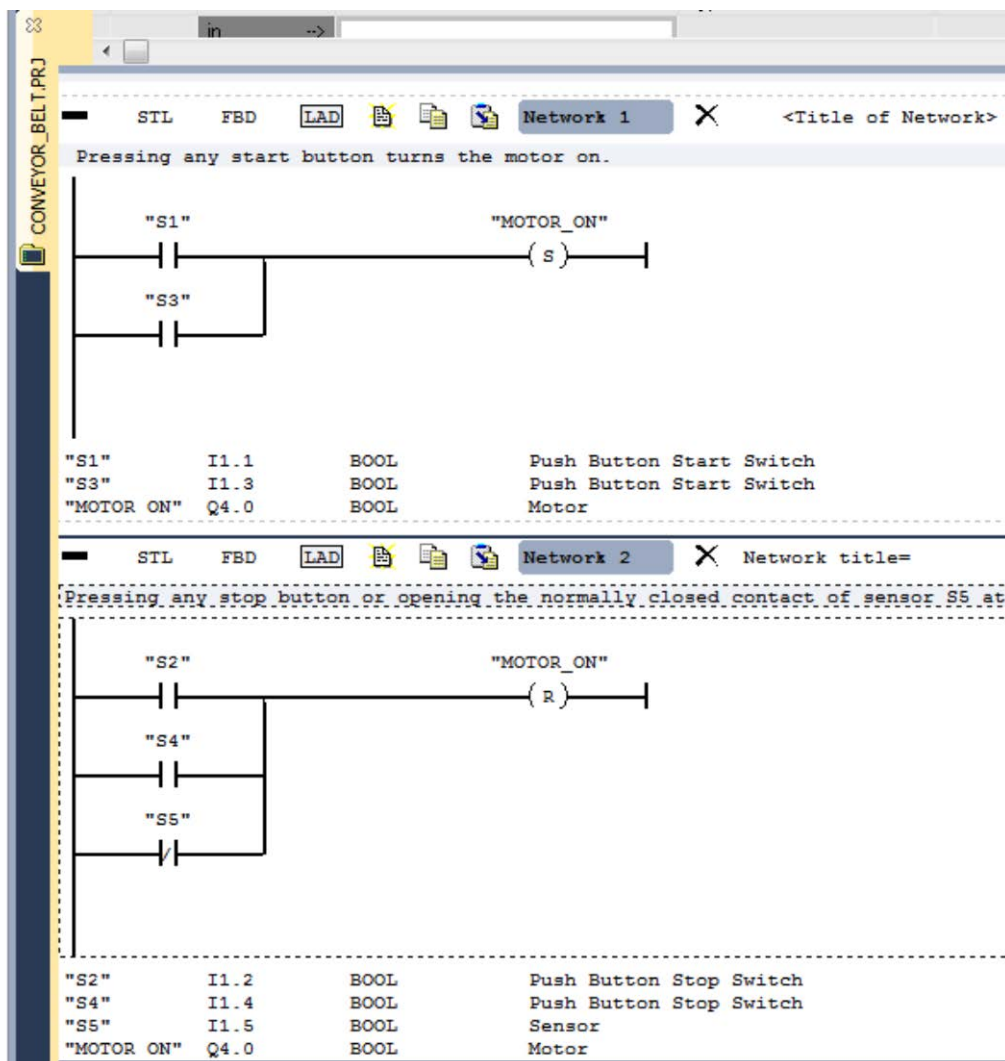 in -->
CONVEYOR_BELT.PRJ
STL FBD LAD Network 1 <Title of Network>
Pressing any start button turns the motor on.
"S1" "MOTOR_ON"
( S )
"S3"
"S1" I1.1 BOOL Push Button Start Switch
"S3" I1.3 BOOL Push Button Start Switch
"MOTOR ON" Q4.0 BOOL Motor
STL FBD LAD Network 2 Network title=
Pressing any stop button or opening the normally closed contact of sensor S5 at
"S2" "MOTOR_ON"
( R )
"S4"
"S5"
"S2" I1.2 BOOL Push Button Stop Switch
"S4" I1.4 BOOL Push Button Stop Switch
"S5" I1.5 BOOL Sensor
"MOTOR ON" Q4.0 BOOL Motor